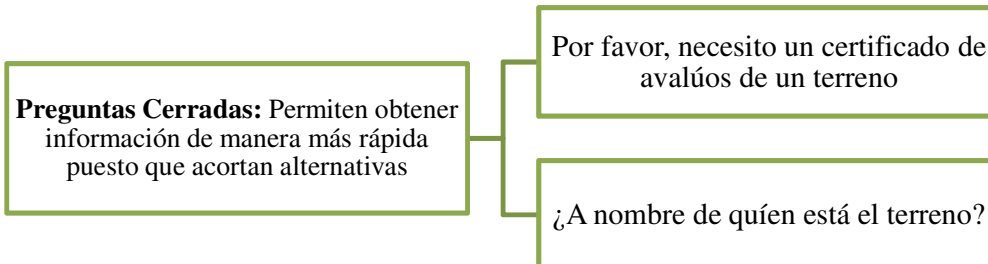 Preguntas Cerradas: Permiten obtener
información de manera más rápida
puesto que acortan alternativas
Por favor, necesito un certificado de
avalúos de un terreno
¿A nombre de quíen está el terreno?